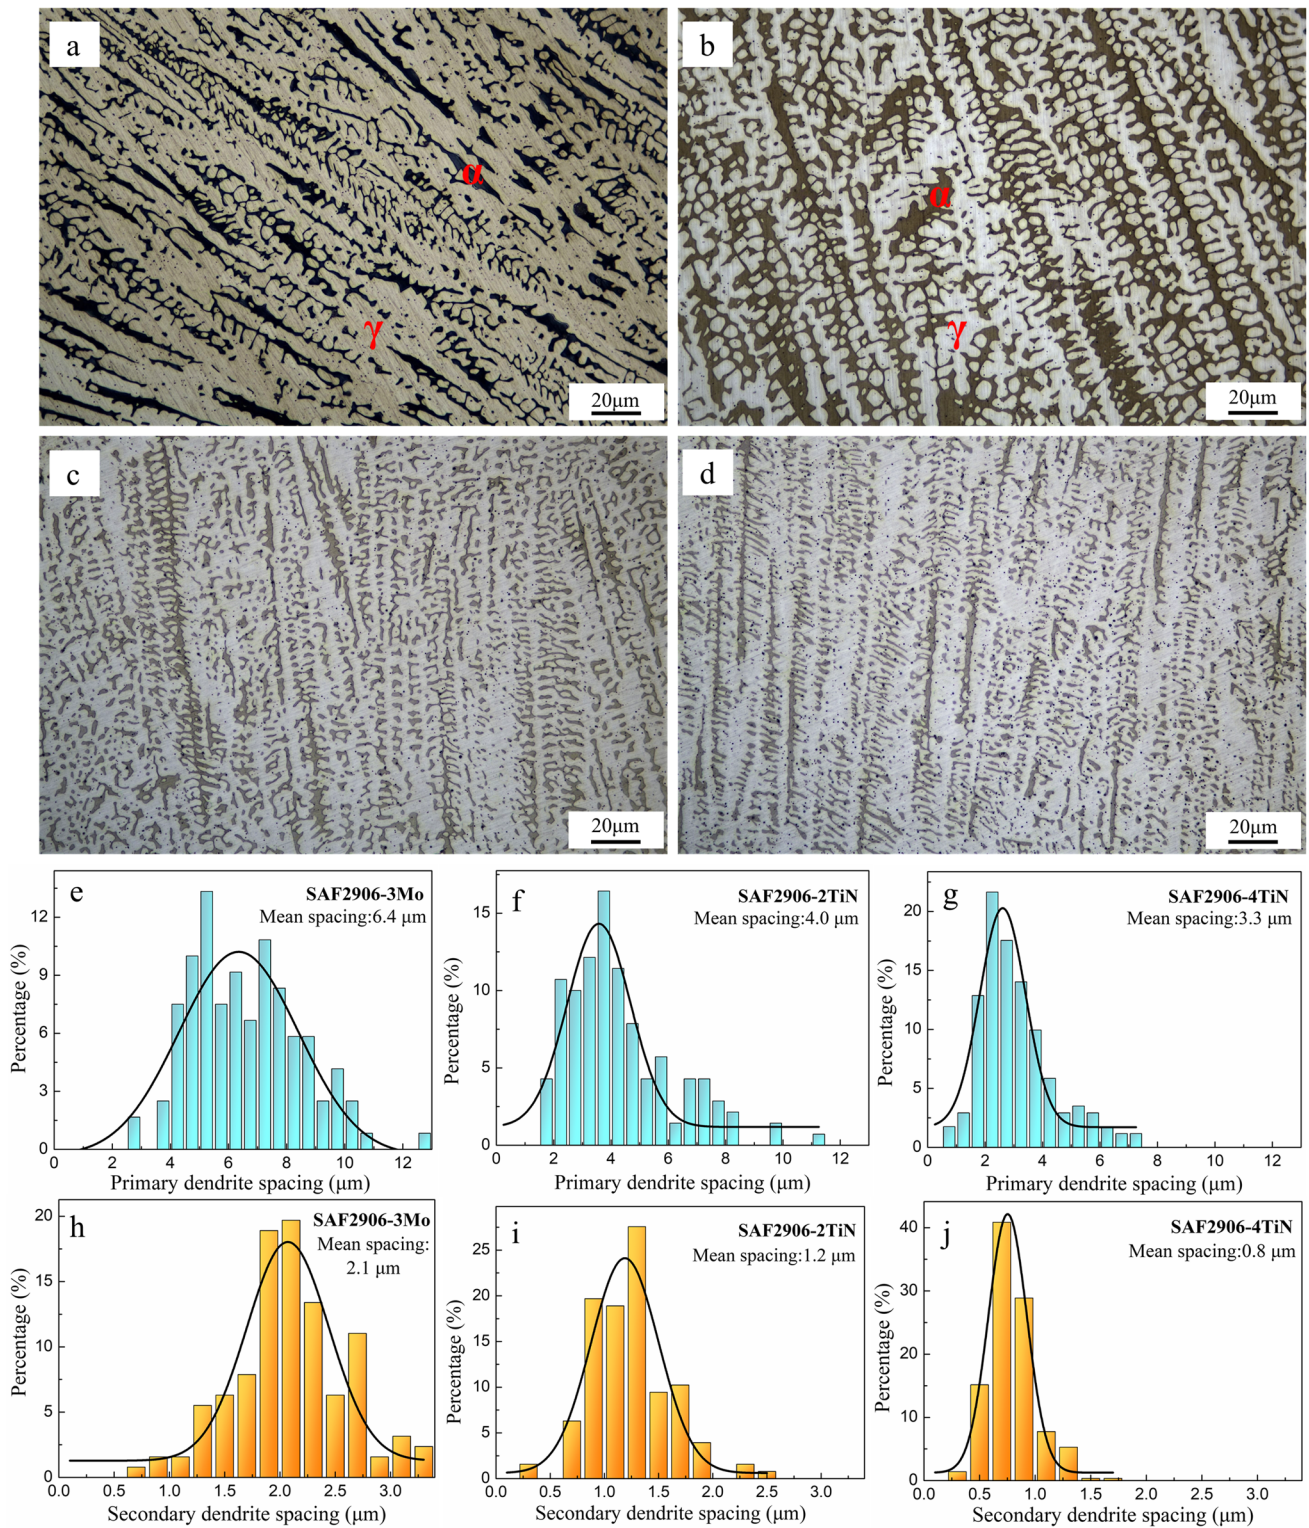 a
α
γ
20μm
b
α
γ
20μm
c
20μm
d
20μm
e
SAF2906-3Mo
Mean spacing:6.4 μm
Percentage (%)
12
9
6
3
0
0 2 4 6 8 10 12
Primary dendrite spacing (μm)
f
SAF2906-2TiN
Mean spacing:4.0 μm
Percentage (%)
15
10
5
0
0 2 4 6 8 10 12
Primary dendrite spacing (μm)
g
SAF2906-4TiN
Mean spacing:3.3 μm
Percentage (%)
20
15
10
5
0
0 2 4 6 8 10 12
Primary dendrite spacing (μm)
h
SAF2906-3Mo
Mean spacing:
2.1 μm
Percentage (%)
20
15
10
5
0
0.0 0.5 1.0 1.5 2.0 2.5 3.0
Secondary dendrite spacing (μm)
i
SAF2906-2TiN
Mean spacing:1.2 μm
Percentage (%)
25
20
15
10
5
0
0.0 0.5 1.0 1.5 2.0 2.5 3.0
Secondary dendrite spacing (μm)
j
SAF2906-4TiN
Mean spacing:0.8 μm
Percentage (%)
40
30
20
10
0
0.0 0.5 1.0 1.5 2.0 2.5 3.0
Secondary dendrite spacing (μm)